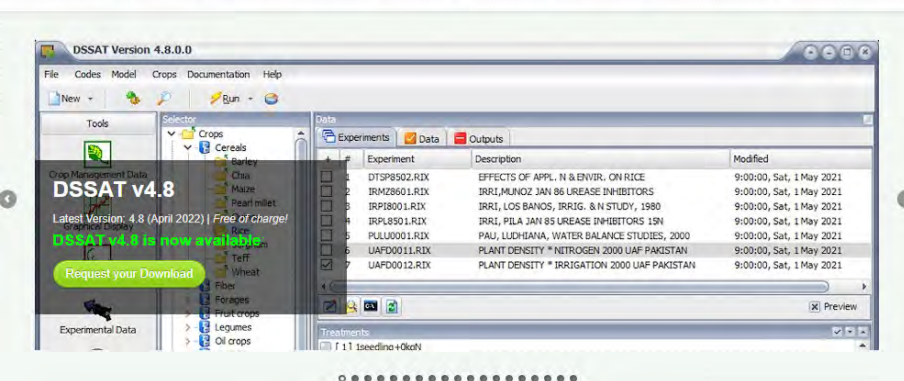 DSSAT Version 4.8.0.0
File Codes Model Crops Documentation Help
New Run
Tools
Selector
Data
Crops
Cereals
Barley
Chia
Maize
Pearl millet
Rice
Teff
Wheat
Fiber
Forages
Fruit crops
Legumes
Oil crops
Crop Management Data
Graphical Display
Experimental Data
DSSAT v4.8
Latest Version: 4.8 (April 2022) | Free of charge!
DSSAT v4.8 is now available
Request your Download
Experiments Data Outputs
+ # Experiment Description Modified
1 DTSP8502.RIX EFFECTS OF APPL. N & ENVIR. ON RICE 9:00:00, Sat, 1 May 2021
2 IRMZ8601.RIX IRRI,MUNOZ JAN 86 UREASE INHIBITORS 9:00:00, Sat, 1 May 2021
3 IRPI8001.RIX IRRI, LOS BANOS, IRRIG. & N STUDY, 1980 9:00:00, Sat, 1 May 2021
4 IRPL8501.RIX IRRI, PILA JAN 85 UREASE INHIBITORS 15N 9:00:00, Sat, 1 May 2021
5 PULU0001.RIX PAU, LUDHIANA, WATER BALANCE STUDIES, 2000 9:00:00, Sat, 1 May 2021
6 UAFD0011.RIX PLANT DENSITY * NITROGEN 2000 UAF PAKISTAN 9:00:00, Sat, 1 May 2021
7 UAFD0012.RIX PLANT DENSITY * IRRIGATION 2000 UAF PAKISTAN 9:00:00, Sat, 1 May 2021
Preview
Treatments
[ 1] 1seedling+0kgN